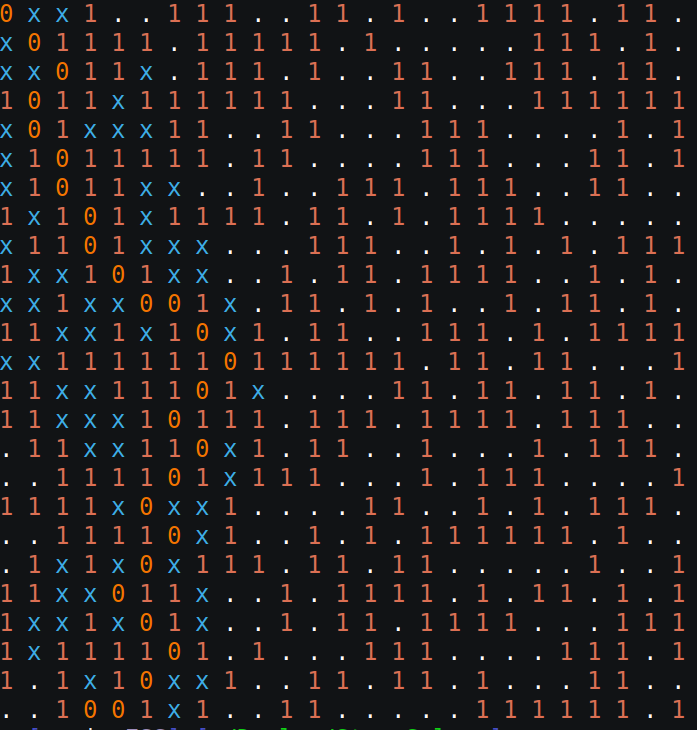 0 x x 1 . . 1 1 1 . . 1 1 . 1 . . 1 1 1 1 . 1 1 .
x 0 1 1 1 1 . 1 1 1 1 1 . 1 . . . . . 1 1 1 . 1 .
x x 0 1 1 x . 1 1 1 . 1 . . 1 1 . . 1 1 1 . 1 1 .
1 0 1 1 x 1 1 1 1 1 1 . . . 1 1 . . . 1 1 1 1 1 1
x 0 1 x x x 1 1 . . 1 1 . . . 1 1 1 . . . . 1 . 1
x 1 0 1 1 1 1 1 . 1 1 . . . . 1 1 1 . . . 1 1 . 1
x 1 0 1 1 x x . . 1 . . 1 1 1 . 1 1 1 . . 1 1 . .
1 x 1 0 1 x 1 1 1 1 . 1 1 . 1 . 1 1 1 1 . . . . .
x 1 1 0 1 x x x . . . 1 1 1 . . 1 . 1 . 1 . 1 1 1
1 x x 1 0 1 x x . . 1 . 1 1 . 1 1 1 1 . . 1 . 1 .
x x 1 x x 0 0 1 x . 1 1 . 1 . 1 . . 1 . 1 1 . 1 .
1 1 x x 1 x 1 0 x 1 . 1 1 . . 1 1 1 . 1 . 1 1 1 1
x x 1 1 1 1 1 1 0 1 1 1 1 1 1 . 1 1 . 1 1 . . . 1
1 1 x x 1 1 1 0 1 x . . . . 1 1 . 1 1 . 1 1 . 1 .
1 1 x x x 1 0 1 1 1 . 1 1 1 . 1 1 1 1 . 1 1 1 . .
. 1 1 x x 1 1 0 x 1 . 1 1 . . 1 . . . 1 . 1 1 1 .
. . 1 1 1 1 0 1 x 1 1 1 . . . 1 . 1 1 1 . . . . 1
1 1 1 1 x 0 x x 1 . . . . 1 1 . . 1 . 1 . 1 1 1 .
. . 1 1 1 1 0 x 1 . . 1 . 1 . 1 1 1 1 1 1 . 1 . .
. 1 x 1 x 0 x 1 1 1 . 1 1 . 1 1 . . . . . 1 . . 1
1 1 x x 0 1 1 x . . 1 . 1 1 1 1 . 1 . 1 1 . 1 . 1
1 x x 1 x 0 1 x . . 1 . 1 1 . 1 1 1 1 . . . 1 1 1
1 x 1 1 1 1 0 1 . 1 . . . 1 1 1 . . . . 1 1 1 . 1
1 . 1 x 1 0 x x 1 . . 1 1 . 1 1 . 1 . . 1 1 . . .
. . 1 0 0 1 x 1 . . 1 1 . . . . . 1 1 1 1 1 1 . 1